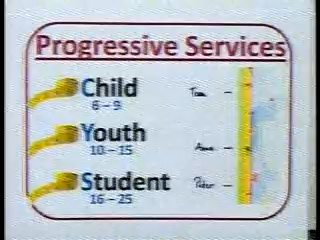 Progressive Services
Child
6 – 9
Youth
10 – 15
Student
16 – 25